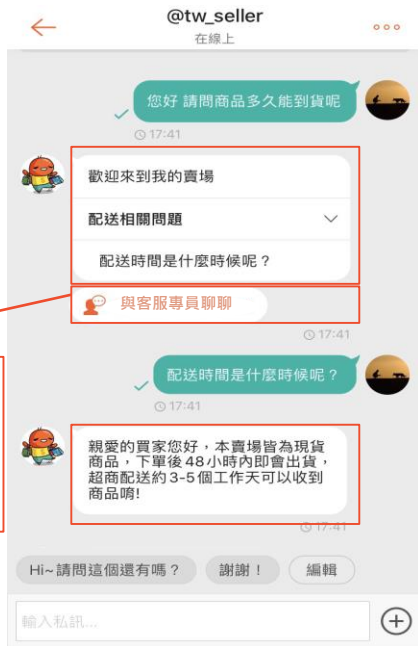 @tw_seller
在線上
您好 請問商品多久能到貨呢
17:41
歡迎來到我的賣場
配送相關問題
配送時間是什麼時候呢？
與客服專員聊聊
17:41
配送時間是什麼時候呢？
17:41
親愛的買家您好，本賣場皆為現貨
商品，下單後48小時內即會出貨，
超商配送約3-5個工作天可以收到
商品唷!
17:41
Hi~請問這個還有嗎？ 謝謝！ 編輯
輸入私訊...